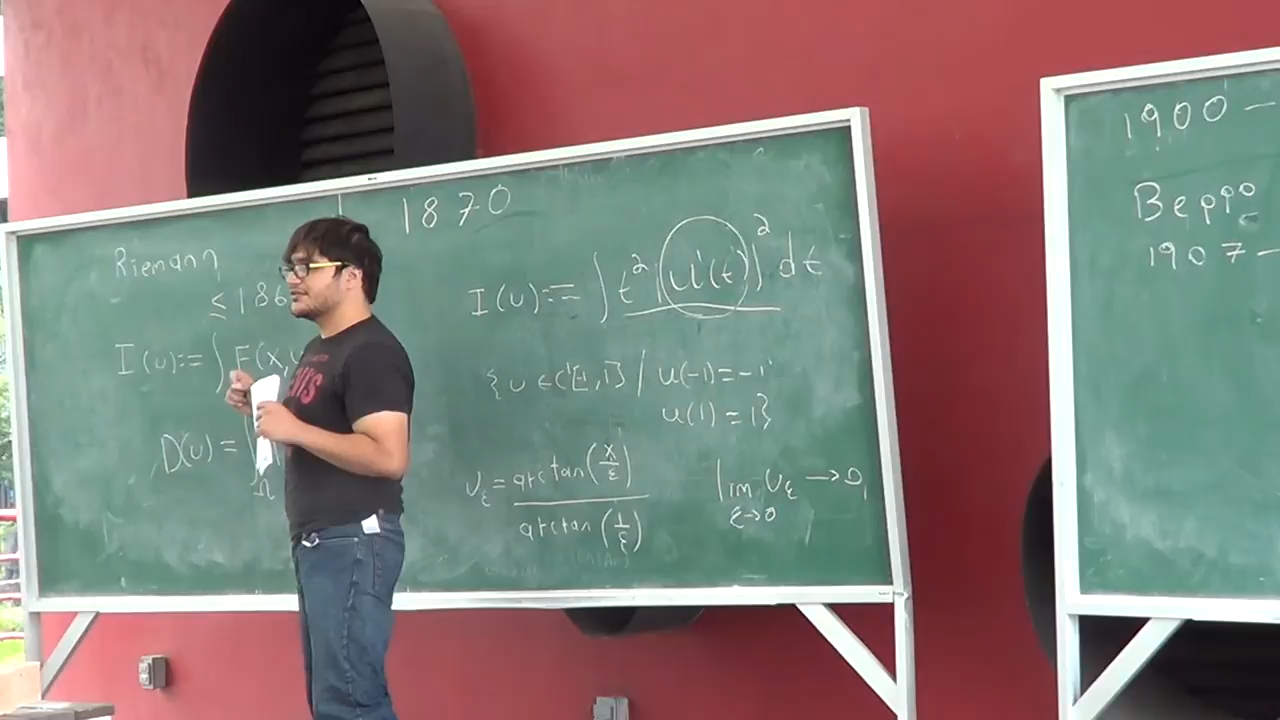 1870
Riemann
≤ 186
I(u):= ∫ F(x,u
D(u) = ∫
Ω
I(u):= ∫ t² (u'(t))² dt
{u ∈ C¹[-1,1] / u(-1)=-1
u(1) = 1}
u_ε = arctan(x/ε)
arctan(1/ε)
lim u_ε → 0,
ε→0
1900 –
Beppo
1907 –